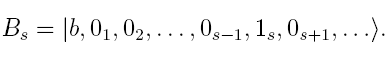 $B_s = |b, 0_1, 0_2, \ldots, 0_{s-1}, 1_s, 0_{s+1}, \ldots\rangle.$